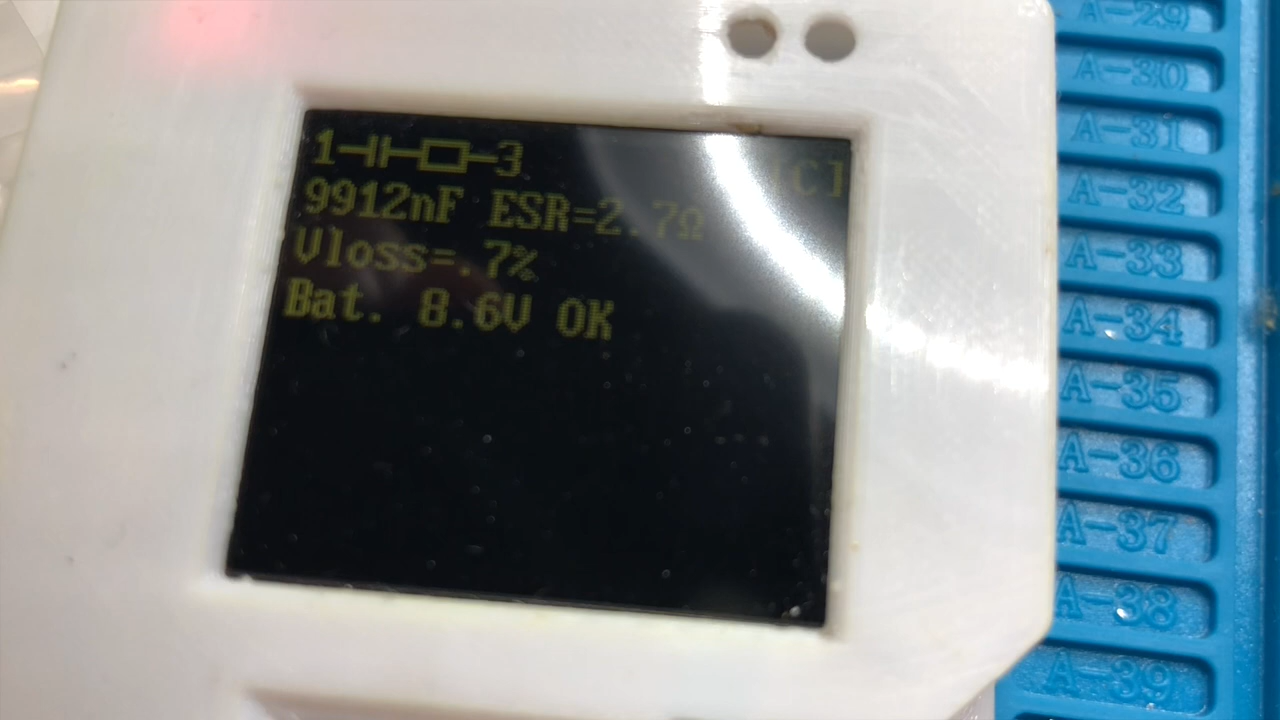 1 3
[C]
9912nF ESR=2.7Ω
Vloss=.7%
Bat. 8.6V OK
A-29
A-30
A-31
A-32
A-33
A-34
A-35
A-36
A-37
A-38
A-39